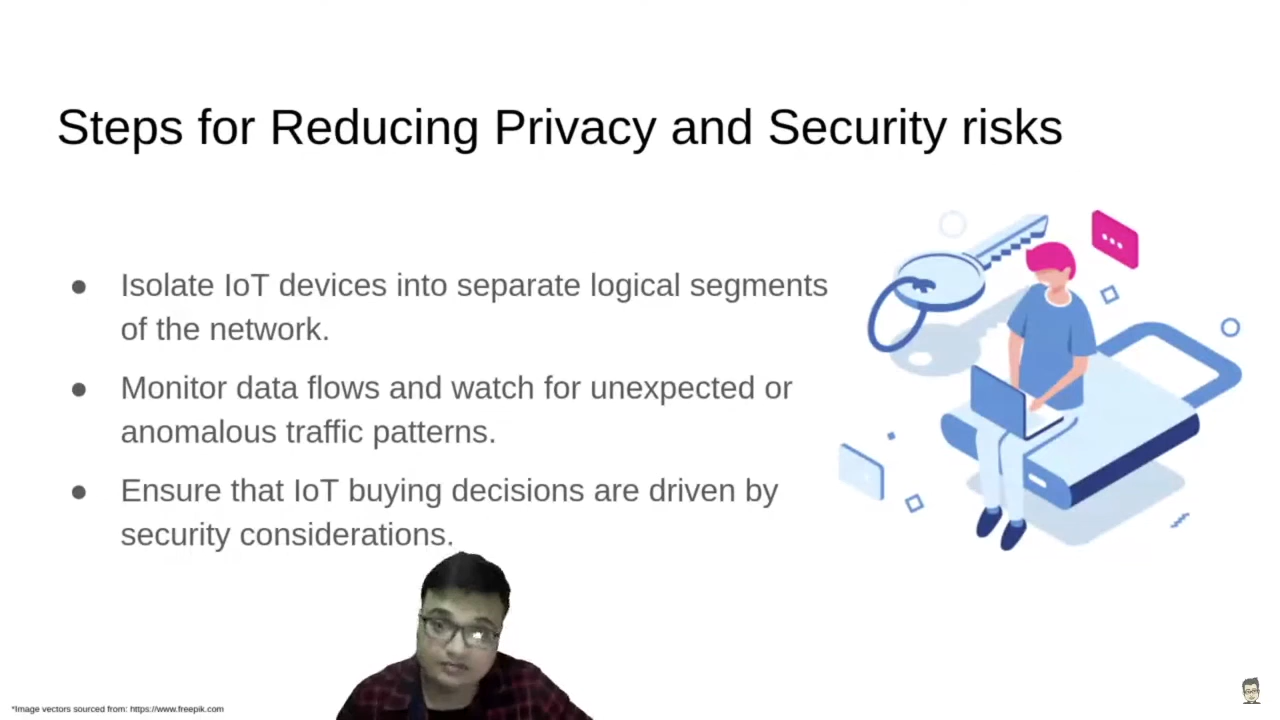 Steps for Reducing Privacy and Security risks
● Isolate IoT devices into separate logical segments
of the network.
● Monitor data flows and watch for unexpected or
anomalous traffic patterns.
● Ensure that IoT buying decisions are driven by
security considerations.
*Image vectors sourced from: https://www.freepik.com